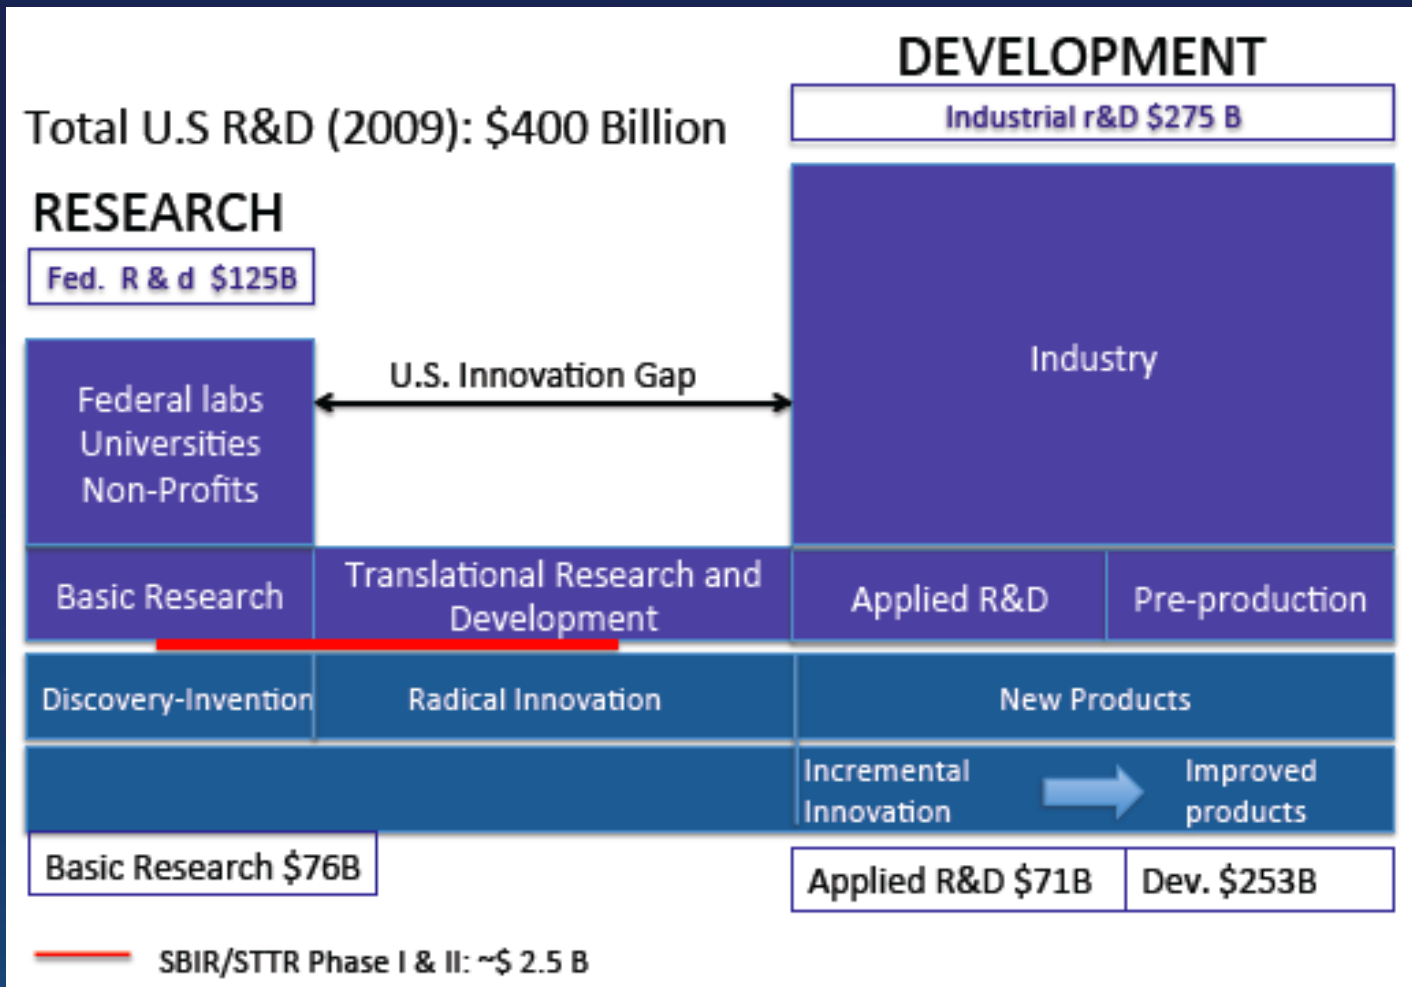 DEVELOPMENT
Industrial r&D $275 B
Total U.S R&D (2009): $400 Billion
RESEARCH
Fed. R & d $125B
Federal labs
Universities
Non-Profits
U.S. Innovation Gap
Industry
Basic Research
Translational Research and
Development
Applied R&D
Pre-production
Discovery-Invention
Radical Innovation
New Products
Incremental
Innovation
Improved
products
Basic Research $76B
Applied R&D $71B
Dev. $253B
SBIR/STTR Phase I & II: ~$ 2.5 B